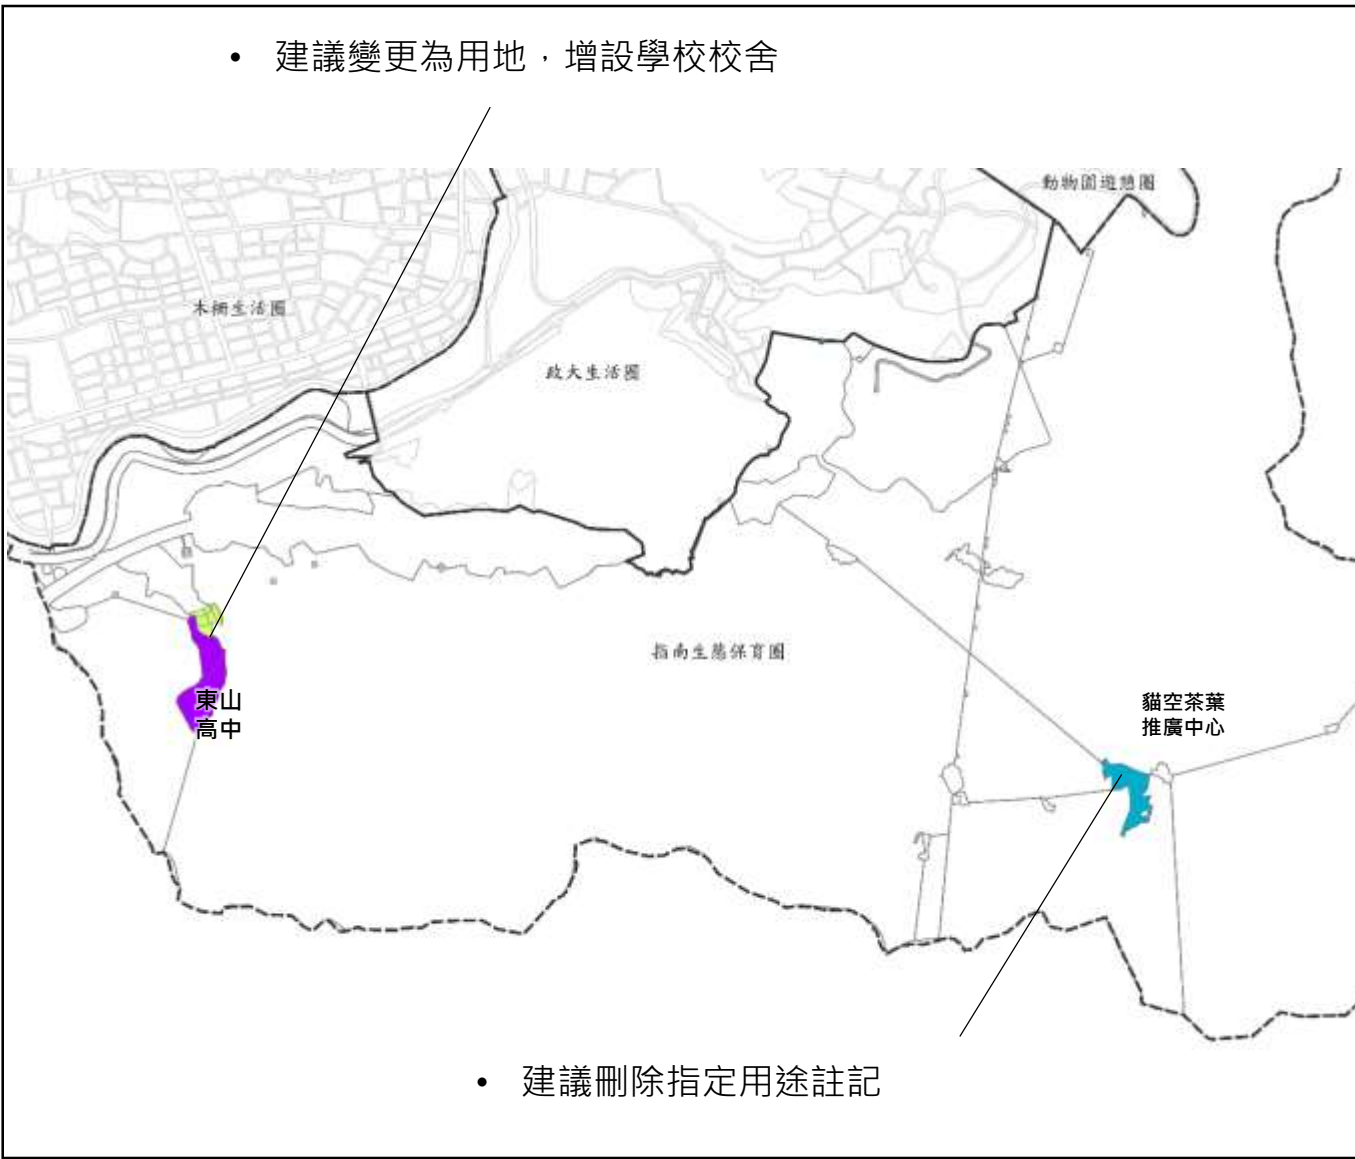 • 建議變更為用地，增設學校校舍
動物園遊憩圈
木柵生活圈
政大生活圈
指南生態保育圈
東山
高中
貓空茶葉
推廣中心
• 建議刪除指定用途註記